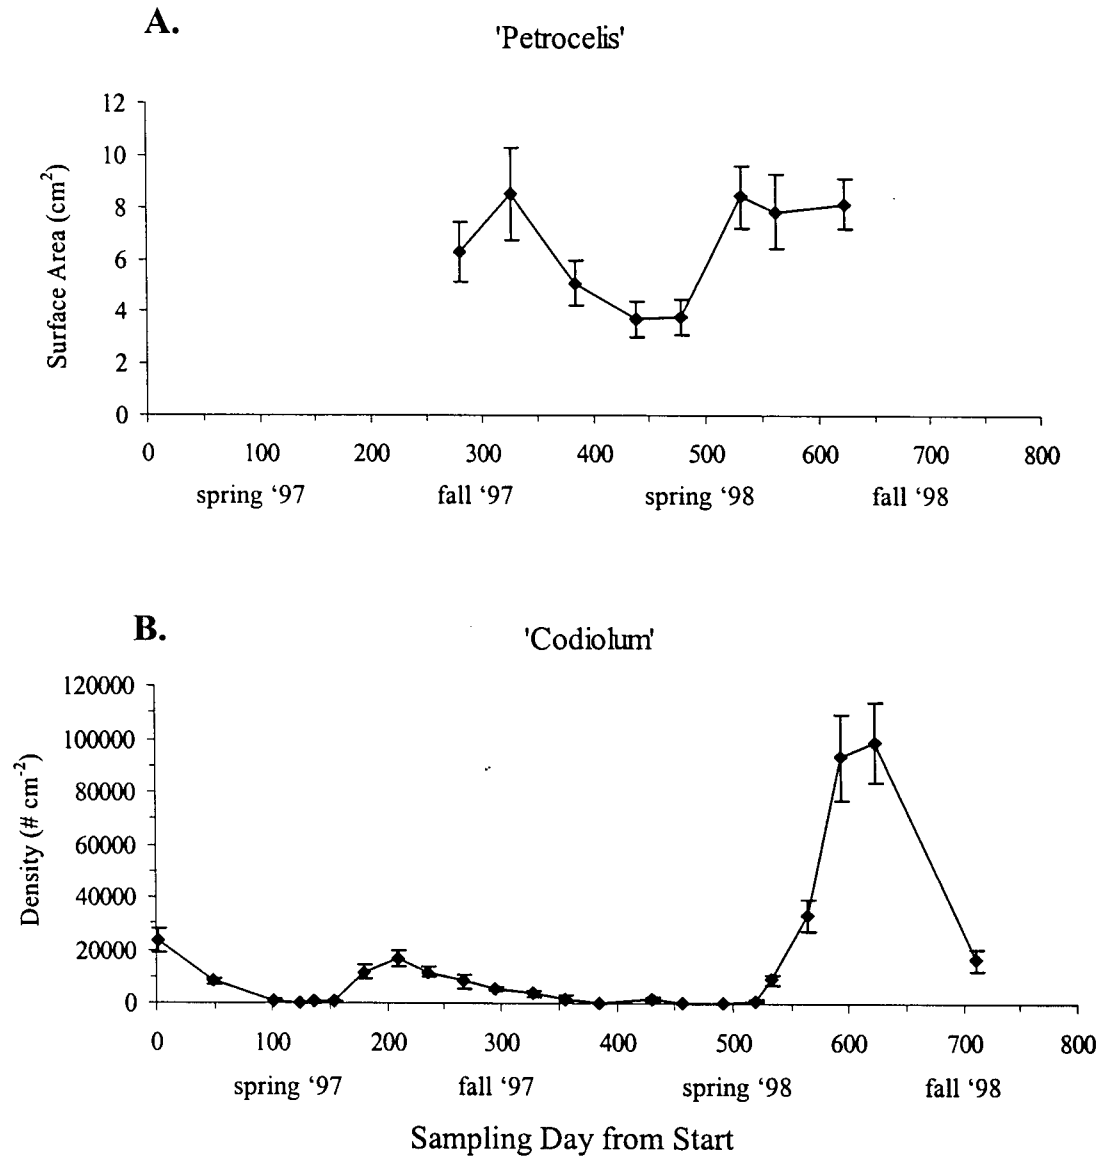 A.
'Petrocelis'
12
10
8
6
4
2
0
Surface Area (cm²)
0 100 200 300 400 500 600 700 800
spring ‘97 fall ‘97 spring ‘98 fall ‘98
B.
'Codiolum'
120000
100000
80000
60000
40000
20000
0
Density (# cm⁻²)
0 100 200 300 400 500 600 700 800
spring ‘97 fall ‘97 spring ‘98 fall ‘98
Sampling Day from Start